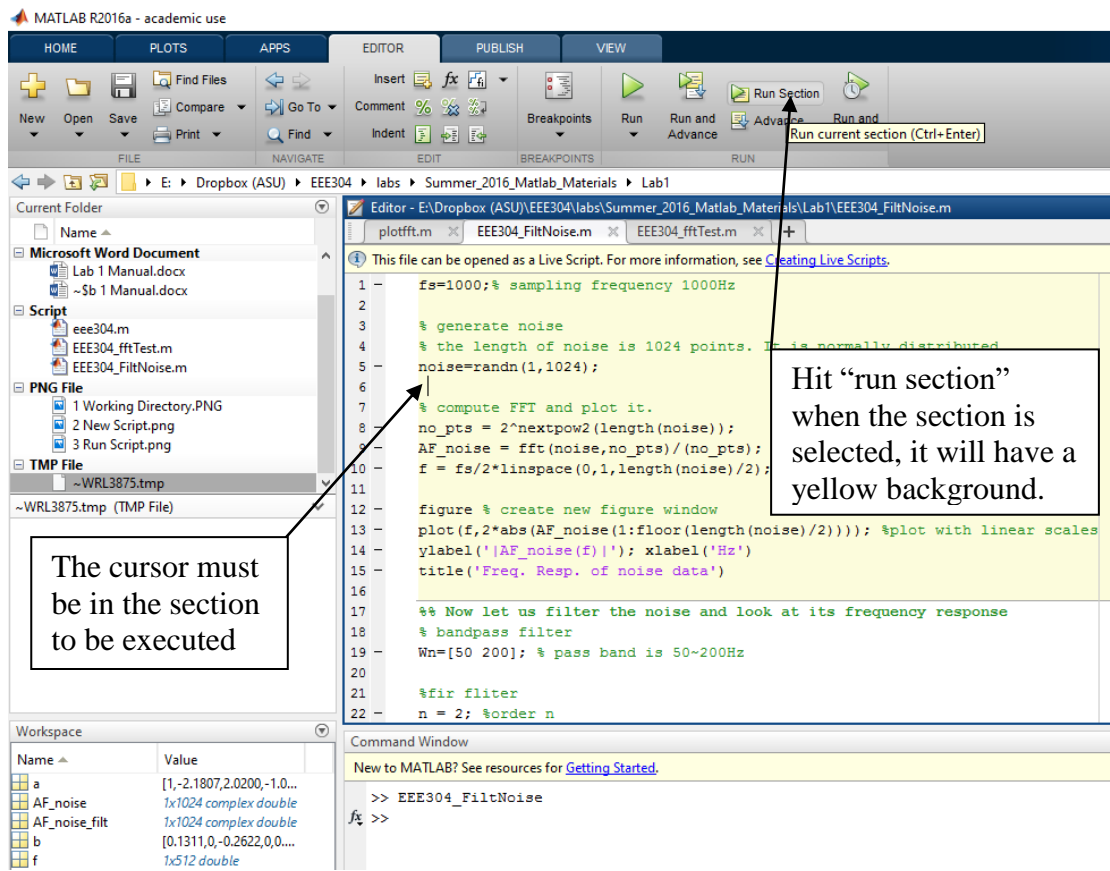 MATLAB R2016a - academic use
HOME PLOTS APPS EDITOR PUBLISH VIEW
New Open Save
Find Files
Compare
Print
Go To
Find
Insert fx
Comment
Indent
Breakpoints
Run
Run and
Advance
Run Section
Advance
Run and
Run current section (Ctrl+Enter)
FILE NAVIGATE EDIT BREAKPOINTS RUN
E: Dropbox (ASU) EEE304 labs Summer_2016_Matlab_Materials Lab1
Current Folder
Name
Microsoft Word Document
Lab 1 Manual.docx
~$b 1 Manual.docx
Script
eee304.m
EEE304_fftTest.m
EEE304_FiltNoise.m
PNG File
1 Working Directory.PNG
2 New Script.png
3 Run Script.png
TMP File
~WRL3875.tmp
~WRL3875.tmp (TMP File)
The cursor must
be in the section
to be executed
Editor - E:\Dropbox (ASU)\EEE304\labs\Summer_2016_Matlab_Materials\Lab1\EEE304_FiltNoise.m
plotfft.m EEE304_FiltNoise.m EEE304_fftTest.m +
This file can be opened as a Live Script. For more information, see Creating Live Scripts.
1 – fs=1000;% sampling frequency 1000Hz
2
3 % generate noise
4 % the length of noise is 1024 points. It is normally distributed
5 – noise=randn(1,1024);
6
7 % compute FFT and plot it.
8 – no_pts = 2^nextpow2(length(noise));
9 – AF_noise = fft(noise,no_pts)/(no_pts);
10 – f = fs/2*linspace(0,1,length(noise)/2);
11
12 – figure % create new figure window
13 – plot(f,2*abs(AF_noise(1:floor(length(noise)/2)))); %plot with linear scales
14 – ylabel('|AF_noise(f)|'); xlabel('Hz')
15 – title('Freq. Resp. of noise data')
16
17 %% Now let us filter the noise and look at its frequency response
18 % bandpass filter
19 – Wn=[50 200]; % pass band is 50~200Hz
20
21 %fir fliter
22 – n = 2; %order n
Hit “run section”
when the section is
selected, it will have a
yellow background.
Workspace
Name Value
a [1,-2.1807,2.0200,-1.0...
AF_noise 1x1024 complex double
AF_noise_filt 1x1024 complex double
b [0.1311,0,-0.2622,0,0....
f 1x512 double
Command Window
New to MATLAB? See resources for Getting Started.
>> EEE304_FiltNoise
fx >>